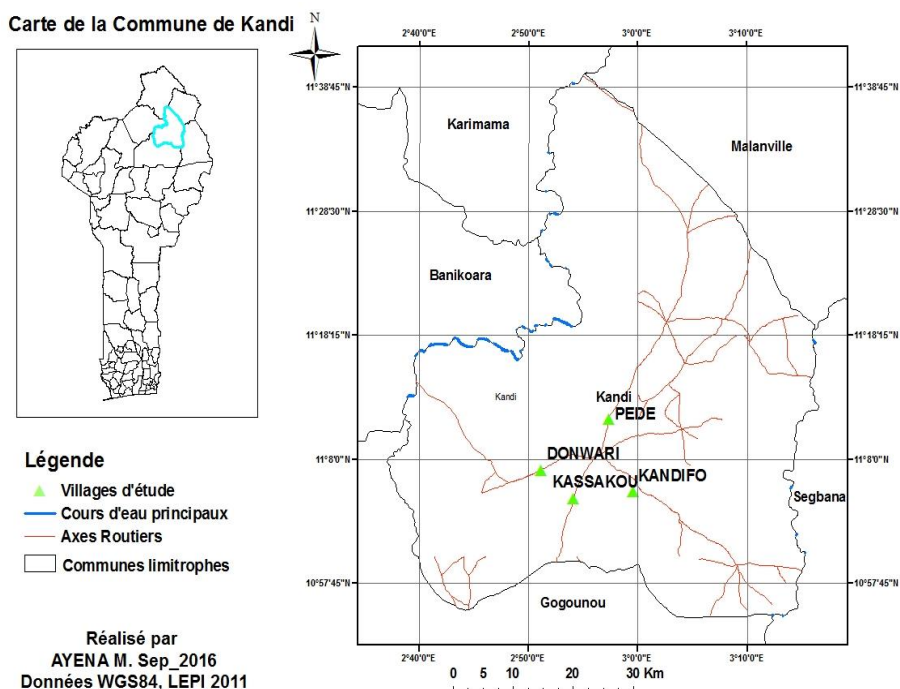 Carte de la Commune de Kandi
N
2°40'0"E 2°50'0"E 3°0'0"E 3°10'0"E
11°38'45" 11°38'45"N
Karimama
Malanville
11°28'30"N 11°28'30"N
Banikoara
11°18'15"N 11°18'15"N
Kandi
Kandi
PEDE
DONWARI
11°8'0"N 11°8'0"N
KASSAKOU
KANDIFO
Segbana
10°57'45"N 10°57'45"N
Gogounou
2°40'0"E 2°50'0"E 3°0'0"E 3°10'0"E
0 5 10 20 30 Km
Légende
Villages d'étude
Cours d'eau principaux
Axes Routiers
Communes limitrophes
Réalisé par
AYENA M. Sep_2016
Données WGS84, LEPI 2011